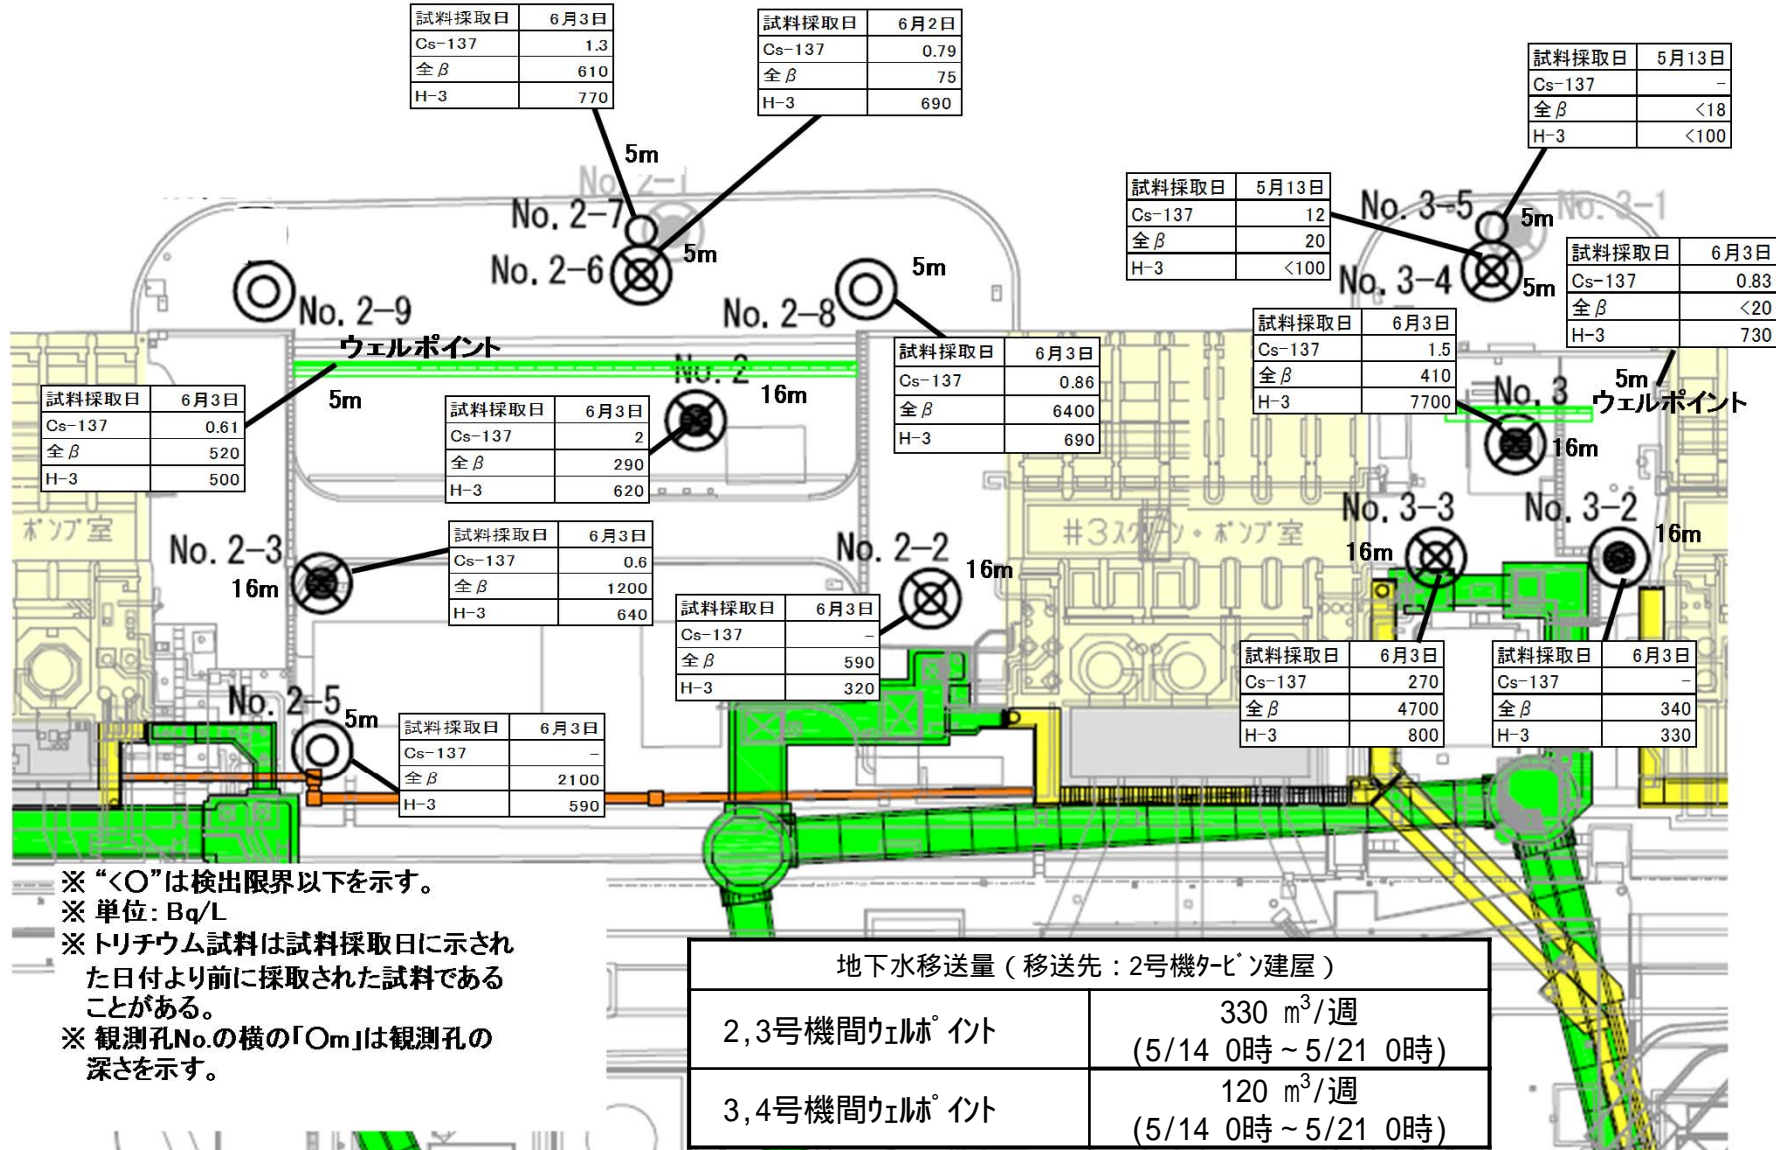 試料採取日 6月3日
Cs-137 1.3
全β 610
H-3 770
試料採取日 6月2日
Cs-137 0.79
全β 75
H-3 690
試料採取日 5月13日
Cs-137 -
全β <18
H-3 <100
5m
No. 2-1
No. 2-7
5m
No. 2-6
試料採取日 5月13日
Cs-137 12
全β 20
H-3 <100
No. 3-5
5m
No. 3-1
No. 3-4
5m
試料採取日 6月3日
Cs-137 0.83
全β <20
H-3 730
No. 2-9
No. 2-8
5m
ウェルポイント
5m
No. 2
16m
試料採取日 6月3日
Cs-137 0.61
全β 520
H-3 500
試料採取日 6月3日
Cs-137 2
全β 290
H-3 620
試料採取日 6月3日
Cs-137 0.86
全β 6400
H-3 690
試料採取日 6月3日
Cs-137 1.5
全β 410
H-3 7700
No. 3
5m
ウェルポイント
16m
ポンプ室
No. 2-3
16m
試料採取日 6月3日
Cs-137 0.6
全β 1200
H-3 640
No. 2-2
16m
試料採取日 6月3日
Cs-137 -
全β 590
H-3 320
#3スクリーン・ポンプ室
No. 3-3
16m
No. 3-2
16m
試料採取日 6月3日
Cs-137 270
全β 4700
H-3 800
試料採取日 6月3日
Cs-137 -
全β 340
H-3 330
No. 2-5
5m
試料採取日 6月3日
Cs-137 -
全β 2100
H-3 590
※ “<○”は検出限界以下を示す。
※ 単位: Bq/L
※ トリチウム試料は試料採取日に示され
た日付より前に採取された試料である
ことがある。
※ 観測孔No.の横の「○m」は観測孔の
深さを示す。
地下水移送量(移送先:2号機タービン建屋)
2,3号機間ウェルポイント 330 m³/週
(5/14 0時~5/21 0時)
3,4号機間ウェルポイント 120 m³/週
(5/14 0時~5/21 0時)